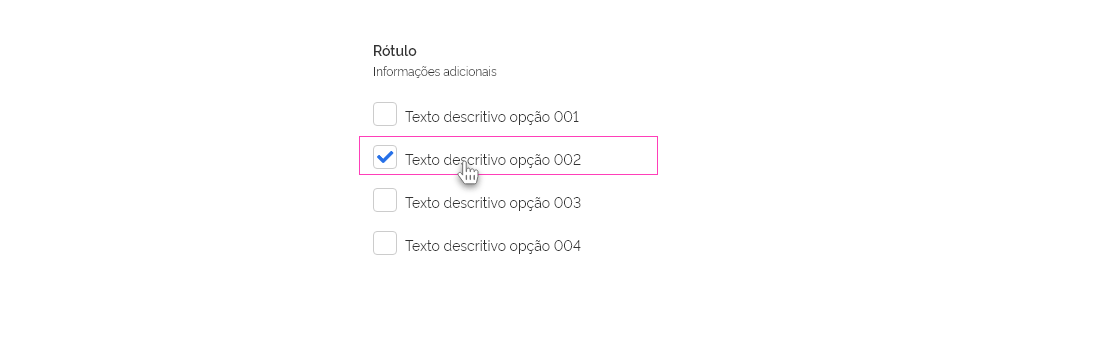 Rótulo
Informações adicionais
Texto descritivo opção 001
Texto descritivo opção 002
Texto descritivo opção 003
Texto descritivo opção 004